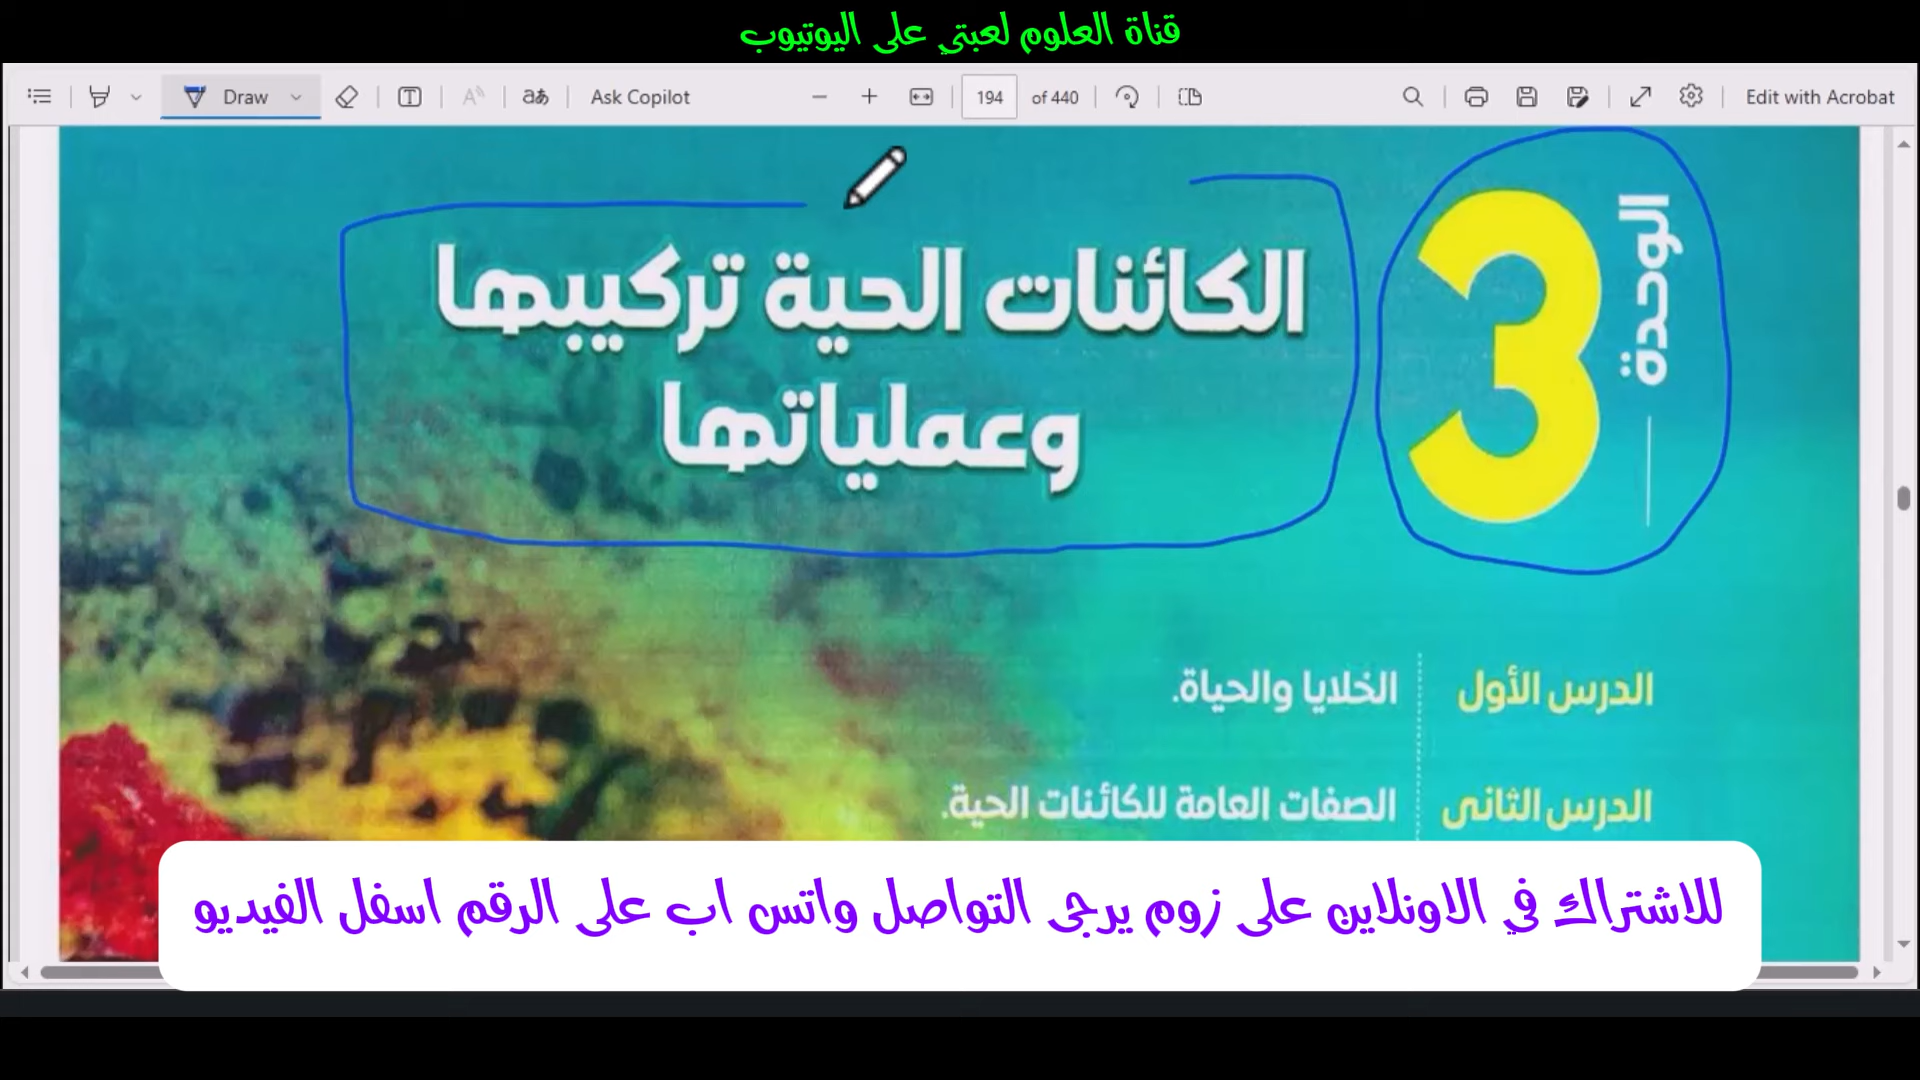 قناة العلوم لعبتي على اليوتيوب
Draw
Ask Copilot
194 of 440
Edit with Acrobat
الوحدة 3
الكائنات الحية تركيبها
وعملياتها
الدرس الأول الخلايا والحياة.
الدرس الثانى الصفات العامة للكائنات الحية.
للاشتراك في الاونلاين على زوم يرجى التواصل واتس اب على الرقم اسفل الفيديو